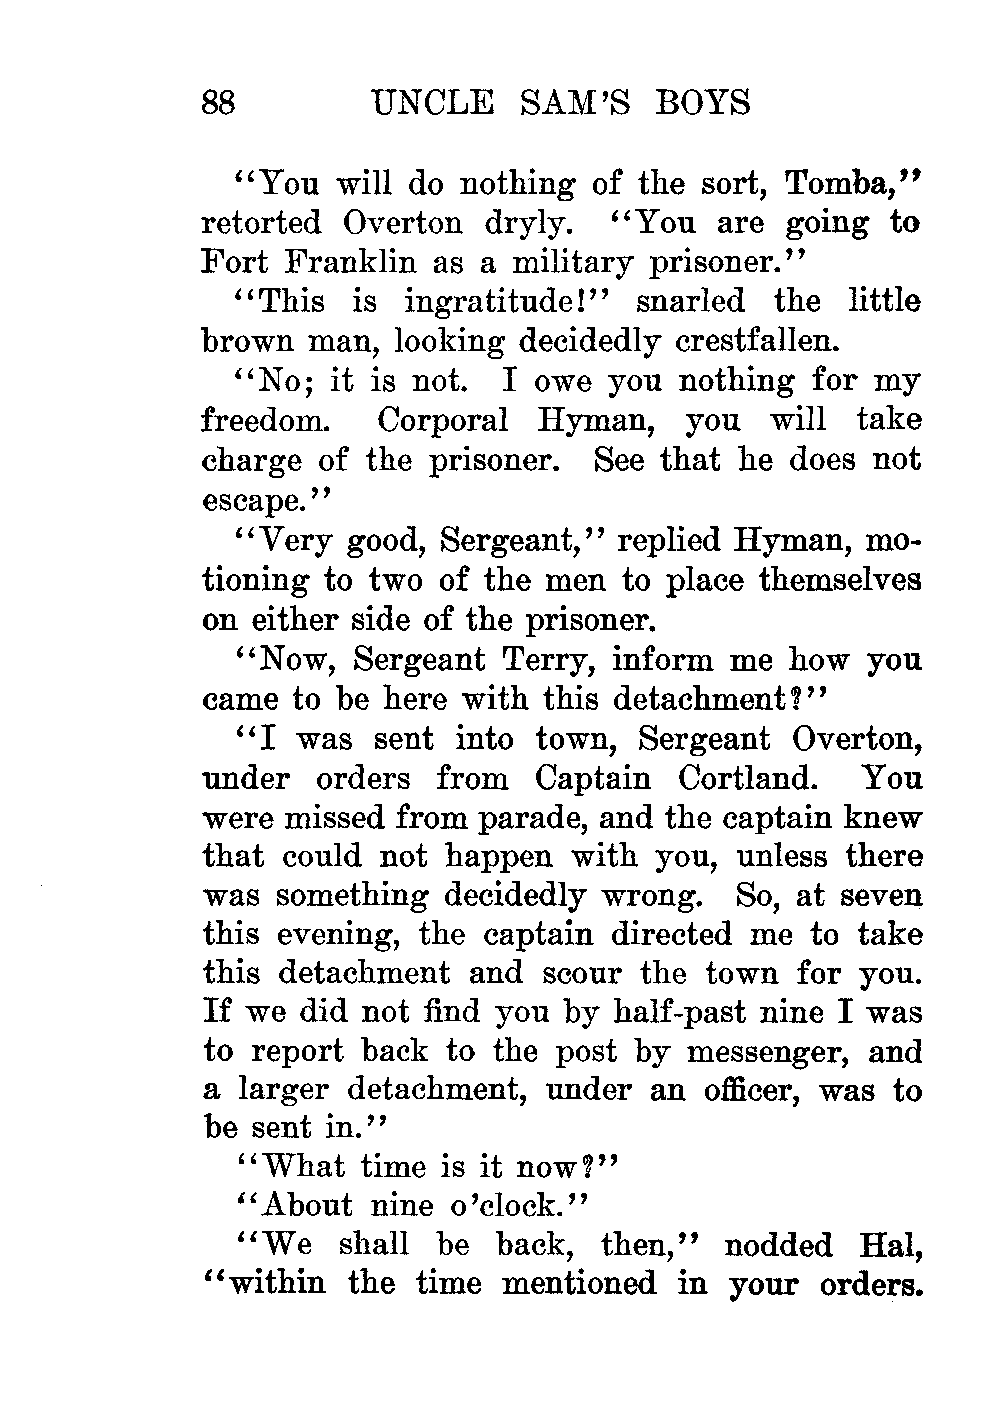 88 UNCLE SAM'S BOYS
"You will do nothing of the sort, Tomba,"
retorted Overton dryly. "You are going to
Fort Franklin as a military prisoner."
"This is ingratitude!" snarled the little
brown man, looking decidedly crestfallen.
"No; it is not. I owe you nothing for my
freedom. Corporal Hyman, you will take
charge of the prisoner. See that he does not
escape."
"Very good, Sergeant," replied Hyman, mo-
tioning to two of the men to place themselves
on either side of the prisoner.
"Now, Sergeant Terry, inform me how you
came to be here with this detachment?"
"I was sent into town, Sergeant Overton,
under orders from Captain Cortland. You
were missed from parade, and the captain knew
that could not happen with you, unless there
was something decidedly wrong. So, at seven
this evening, the captain directed me to take
this detachment and scour the town for you.
If we did not find you by half-past nine I was
to report back to the post by messenger, and
a larger detachment, under an officer, was to
be sent in."
"What time is it now?"
"About nine o'clock."
"We shall be back, then," nodded Hal,
"within the time mentioned in your orders.